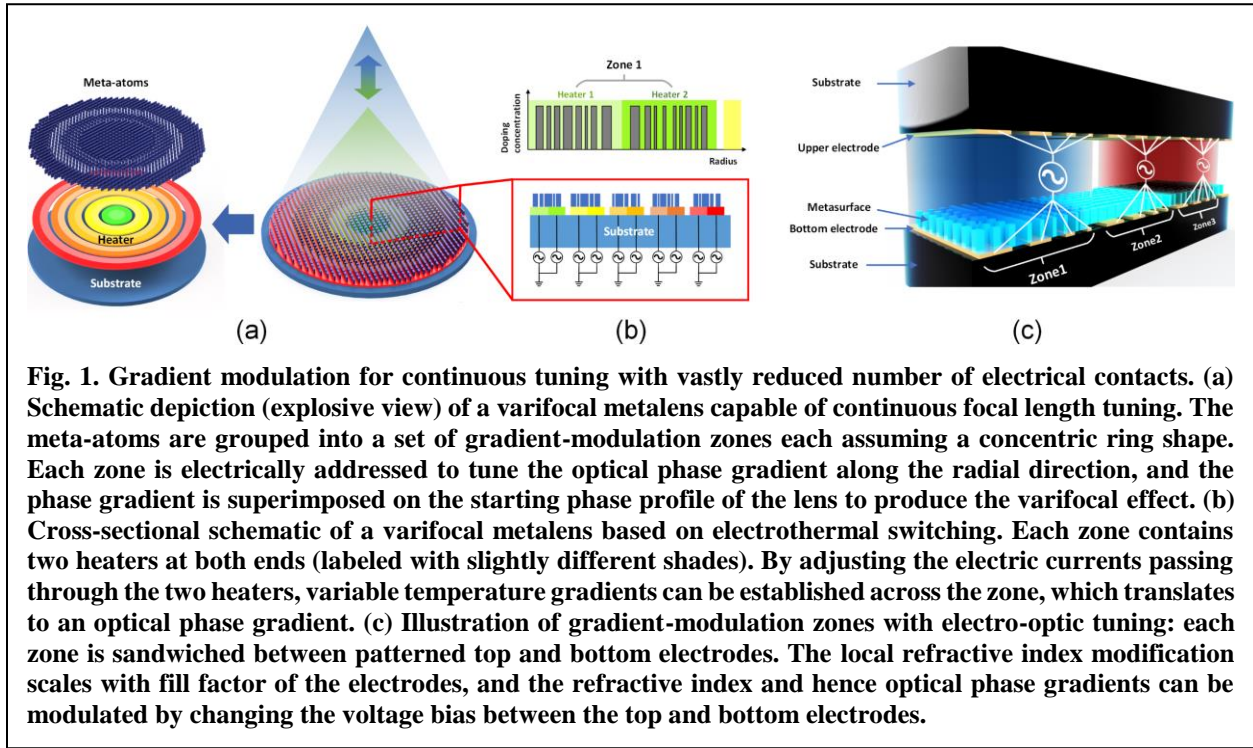 Meta-atoms
Heater
Substrate
(a)
Zone 1
Heater 1
Heater 2
Doping
concentration
Radius
Substrate
(b)
Substrate
Upper electrode
Metasurface
Bottom electrode
Substrate
Zone1
Zone2
Zone3
(c)
Fig. 1. Gradient modulation for continuous tuning with vastly reduced number of electrical contacts. (a)
Schematic depiction (explosive view) of a varifocal metalens capable of continuous focal length tuning. The
meta-atoms are grouped into a set of gradient-modulation zones each assuming a concentric ring shape.
Each zone is electrically addressed to tune the optical phase gradient along the radial direction, and the
phase gradient is superimposed on the starting phase profile of the lens to produce the varifocal effect. (b)
Cross-sectional schematic of a varifocal metalens based on electrothermal switching. Each zone contains
two heaters at both ends (labeled with slightly different shades). By adjusting the electric currents passing
through the two heaters, variable temperature gradients can be established across the zone, which translates
to an optical phase gradient. (c) Illustration of gradient-modulation zones with electro-optic tuning: each
zone is sandwiched between patterned top and bottom electrodes. The local refractive index modification
scales with fill factor of the electrodes, and the refractive index and hence optical phase gradients can be
modulated by changing the voltage bias between the top and bottom electrodes.